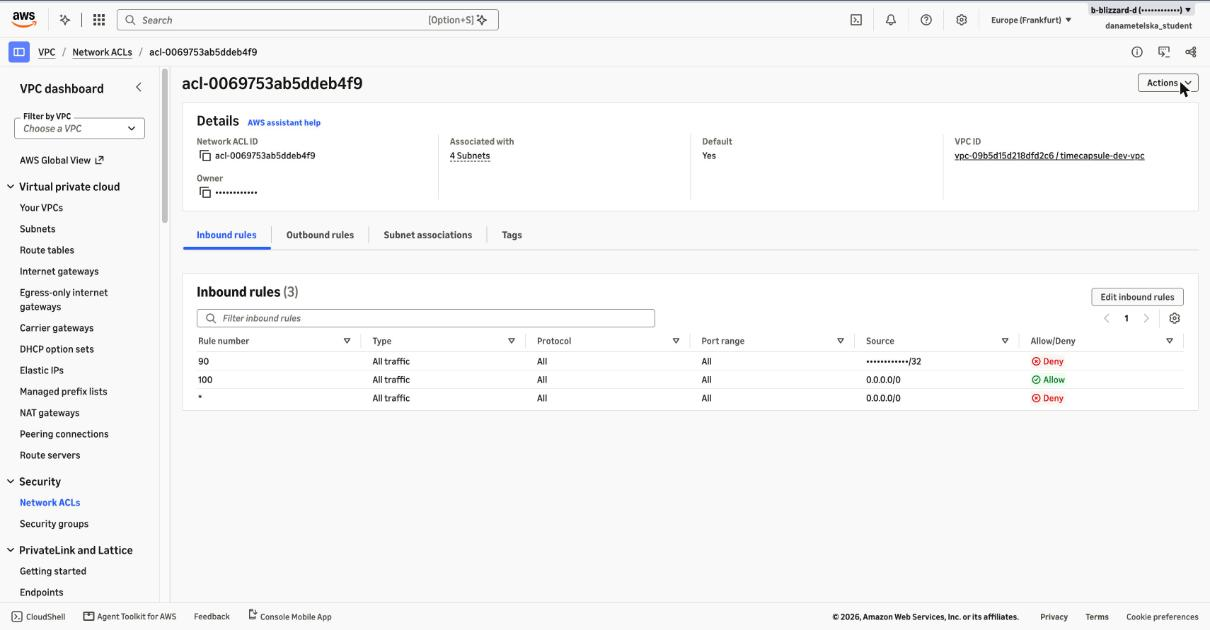 aws
Search
[Option+S]
Europe (Frankfurt) ▼
b-blizzard-d (••••••••••••) ▼
danametelska_student
VPC / Network ACLs / acl-0069753ab5ddeb4f9
VPC dashboard
Filter by VPC
Choose a VPC
AWS Global View
Virtual private cloud
Your VPCs
Subnets
Route tables
Internet gateways
Egress-only internet
gateways
Carrier gateways
DHCP option sets
Elastic IPs
Managed prefix lists
NAT gateways
Peering connections
Route servers
Security
Network ACLs
Security groups
PrivateLink and Lattice
Getting started
Endpoints
acl-0069753ab5ddeb4f9
Actions
Details AWS assistant help
Network ACL ID
acl-0069753ab5ddeb4f9
Owner
••••••••••••
Associated with
4 Subnets
Default
Yes
VPC ID
vpc-09b5d15d218dfd2c6 / timecapsule-dev-vpc
Inbound rules Outbound rules Subnet associations Tags
Inbound rules (3)
Edit inbound rules
Filter inbound rules
1
Rule number Type Protocol Port range Source Allow/Deny
90 All traffic All All ••••••••••••/32 Deny
100 All traffic All All 0.0.0.0/0 Allow
* All traffic All All 0.0.0.0/0 Deny
CloudShell Agent Toolkit for AWS Feedback Console Mobile App © 2026, Amazon Web Services, Inc. or its affiliates. Privacy Terms Cookie preferences